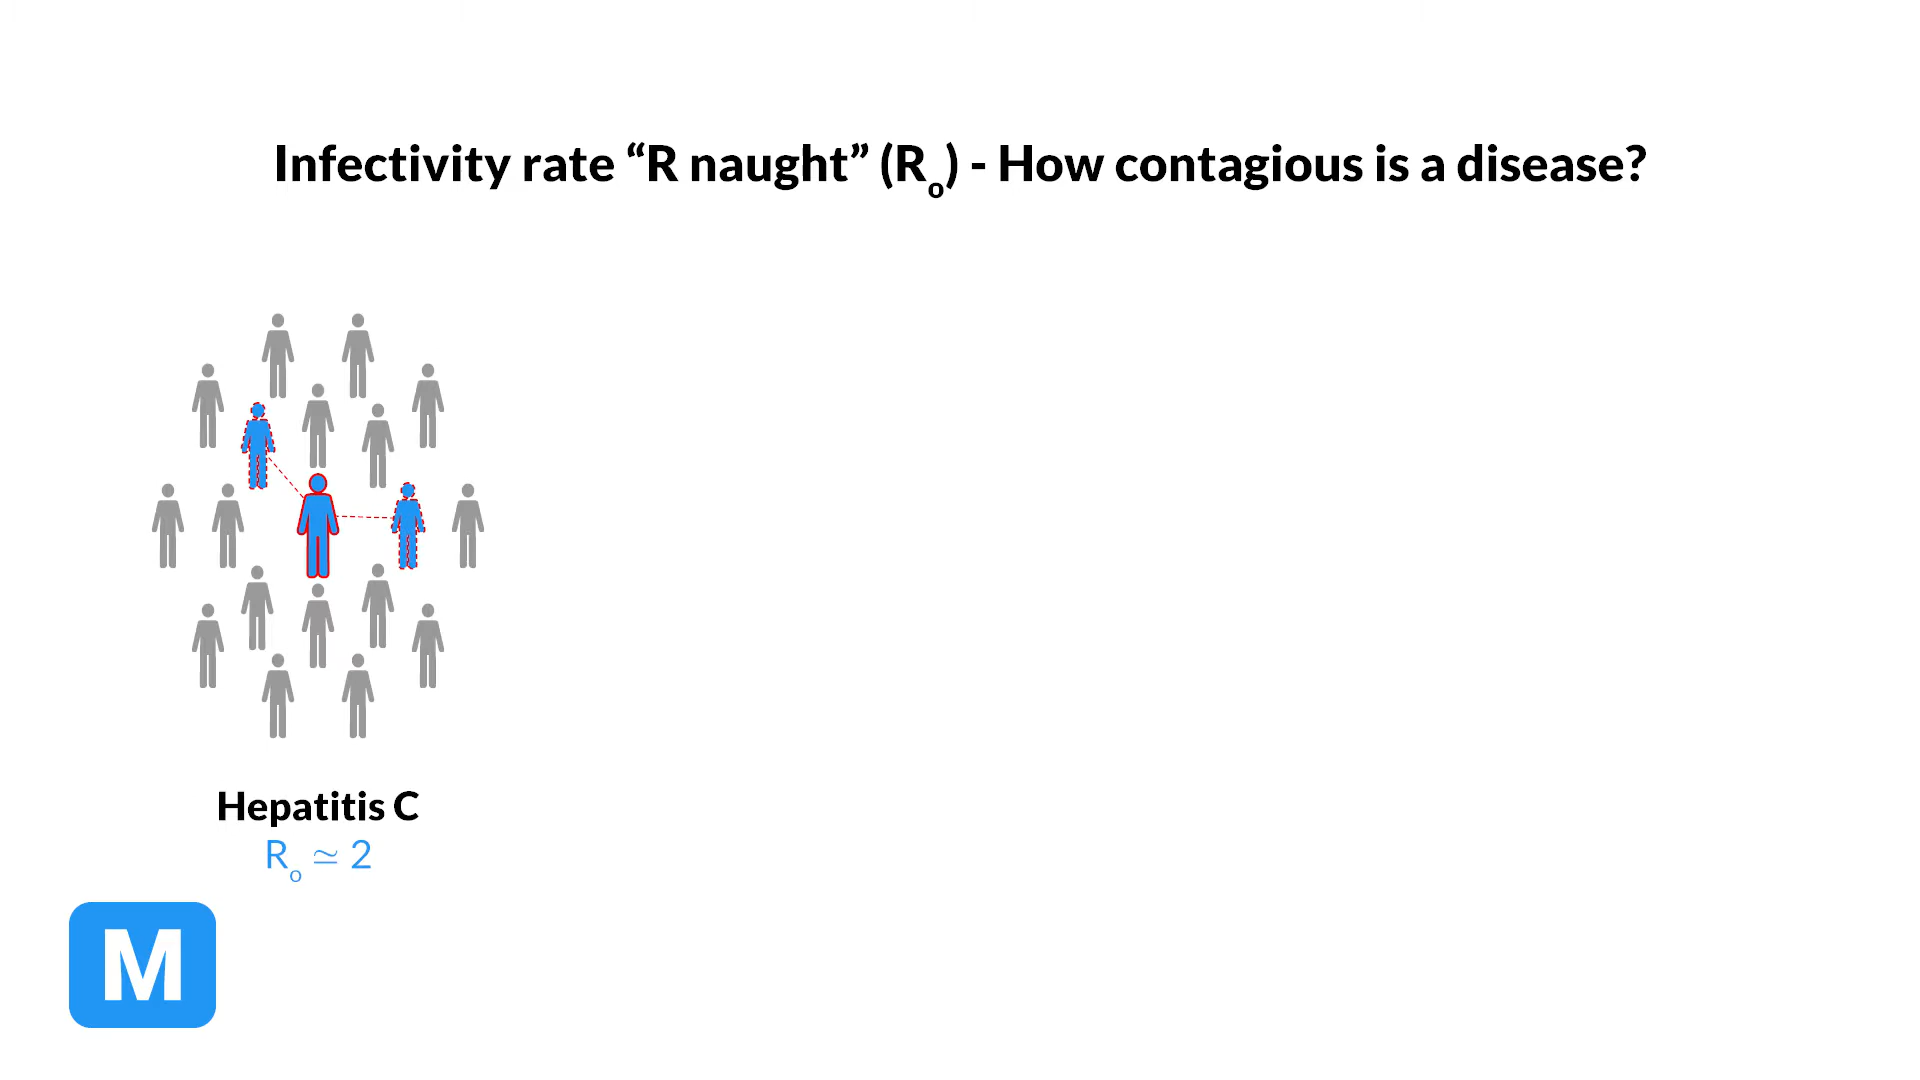 Infectivity rate “R naught” (Rₒ) - How contagious is a disease?
Hepatitis C
Rₒ ≃ 2
M